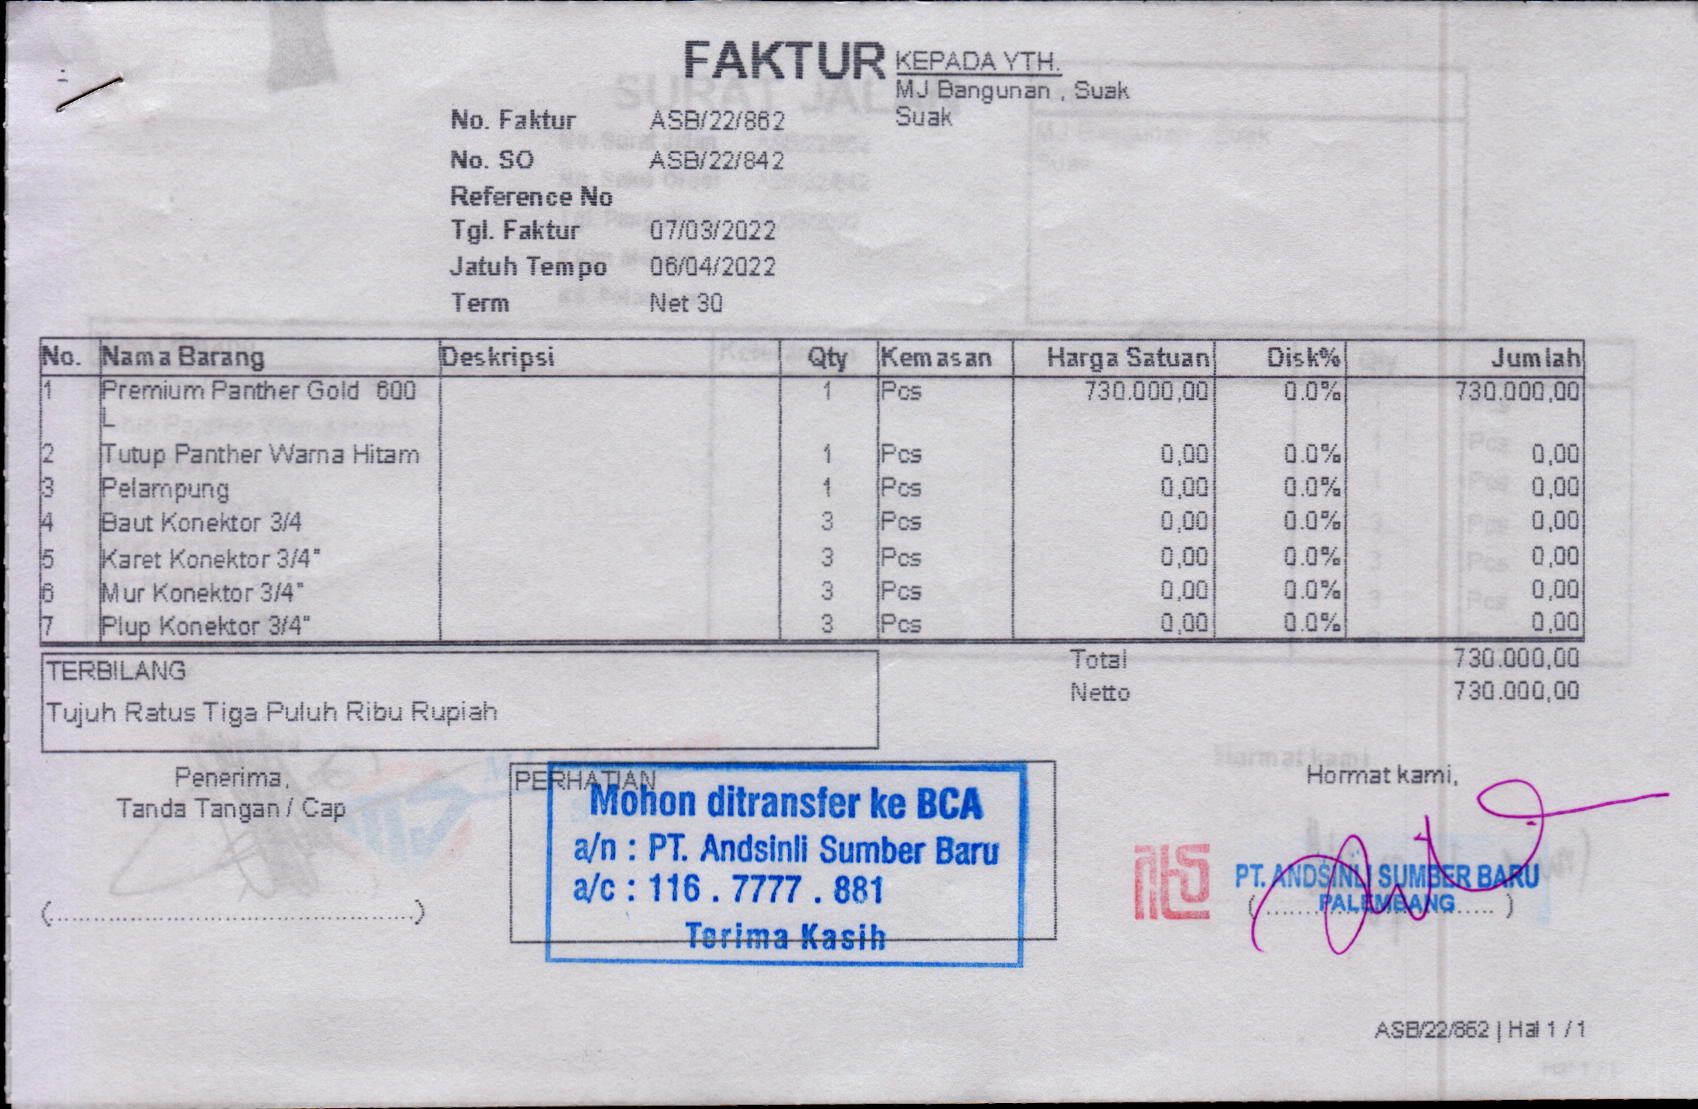 FAKTUR
KEPADA YTH.
MJ Bangunan , Suak
Suak
No. Faktur ASB/22/862
No. SO ASB/22/842
Reference No
Tgl. Faktur 07/03/2022
Jatuh Tempo 06/04/2022
Term Net 30
No. Nama Barang Deskripsi Qty Kemasan Harga Satuan Disk% Jumlah
1 Premium Panther Gold 600 1 Pcs 730.000,00 0.0% 730.000,00
L
2 Tutup Panther Warna Hitam 1 Pcs 0,00 0.0% 0,00
3 Pelampung 1 Pcs 0,00 0.0% 0,00
4 Baut Konektor 3/4 3 Pcs 0,00 0.0% 0,00
5 Karet Konektor 3/4" 3 Pcs 0,00 0.0% 0,00
6 Mur Konektor 3/4" 3 Pcs 0,00 0.0% 0,00
7 Plup Konektor 3/4" 3 Pcs 0,00 0.0% 0,00
Total 730.000,00
Netto 730.000,00
TERBILANG
Tujuh Ratus Tiga Puluh Ribu Rupiah
Penerima,
Tanda Tangan / Cap
(........................................)
PERHATIAN
Mohon ditransfer ke BCA
a/n : PT. Andsinli Sumber Baru
a/c : 116 . 7777 . 881
Terima Kasih
Hormat kami,
PT. ANDSINLI SUMBER BARU
PALEMBANG
ASB/22/862 | Hal 1 / 1